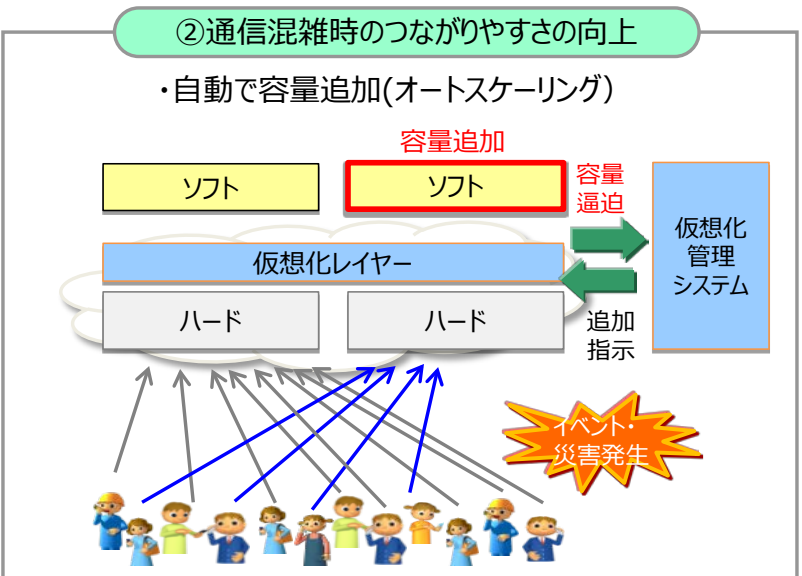 ②通信混雑時のつながりやすさの向上
・自動で容量追加(オートスケーリング）
容量追加
ソフト
ソフト
容量
逼迫
仮想化
管理
システム
仮想化レイヤー
ハード
ハード
追加
指示
イベント・
災害発生